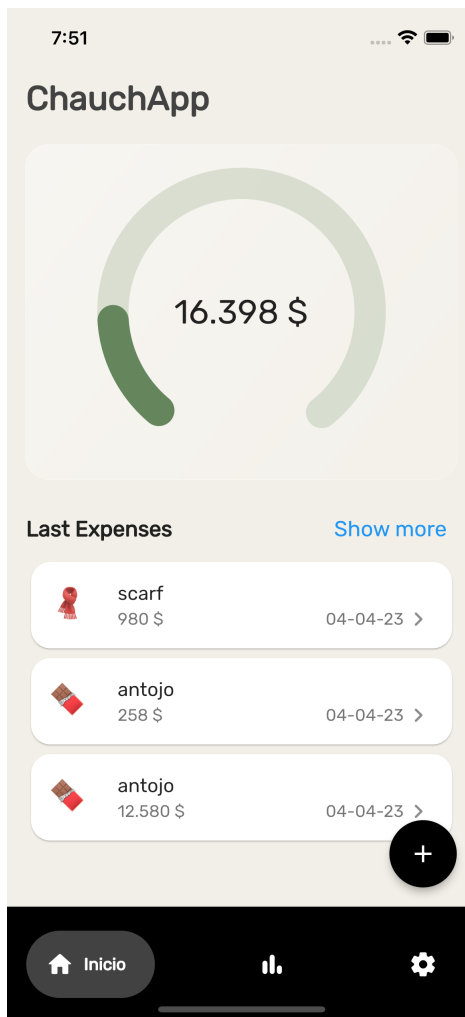 7:51
ChauchApp
16.398 $
Last Expenses
Show more
scarf
980 $
04-04-23
antojo
258 $
04-04-23
antojo
12.580 $
04-04-23
+
Inicio